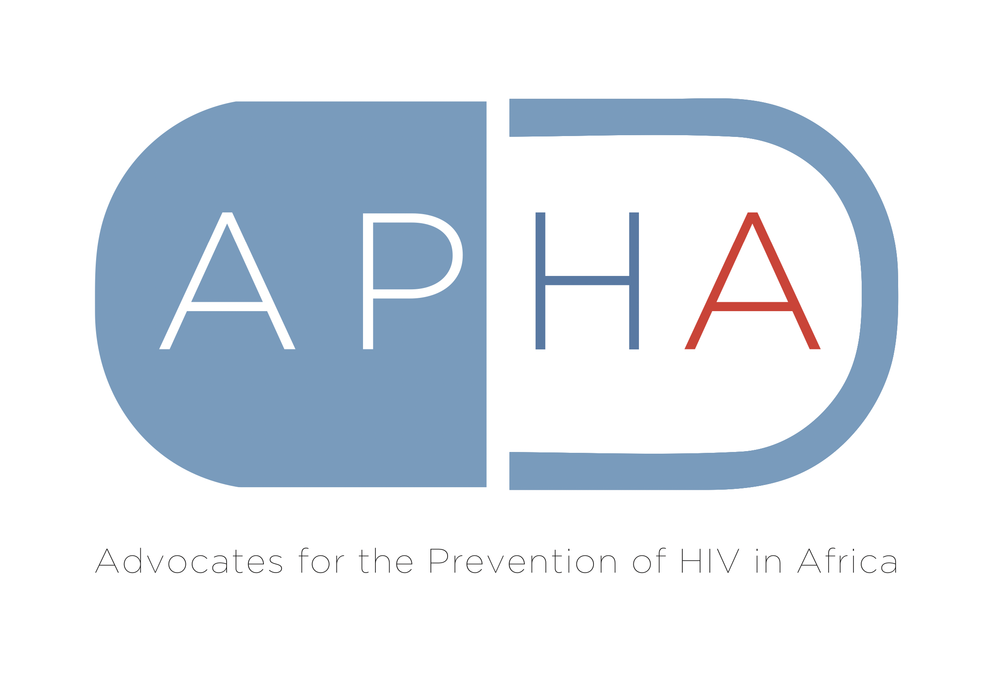 APHA
Advocates for the Prevention of HIV in Africa